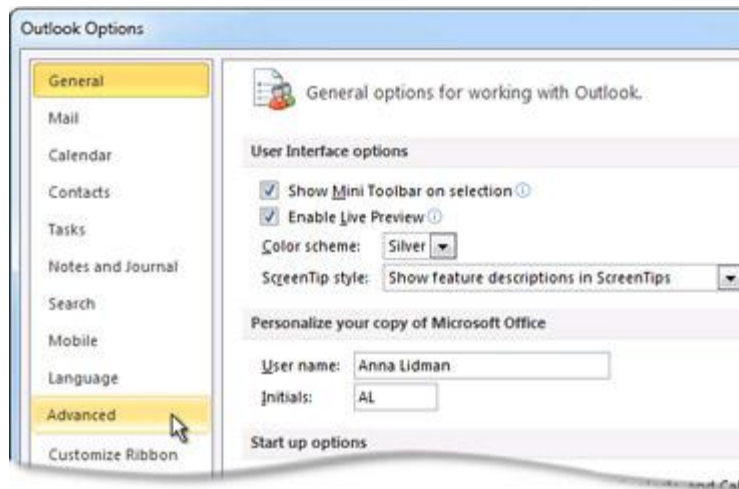 Outlook Options
General
Mail
Calendar
Contacts
Tasks
Notes and Journal
Search
Mobile
Language
Advanced
Customize Ribbon
General options for working with Outlook.
User Interface options
Show Mini Toolbar on selection
Enable Live Preview
Color scheme: Silver
ScreenTip style: Show feature descriptions in ScreenTips
Personalize your copy of Microsoft Office
User name: Anna Lidman
Initials: AL
Start up options